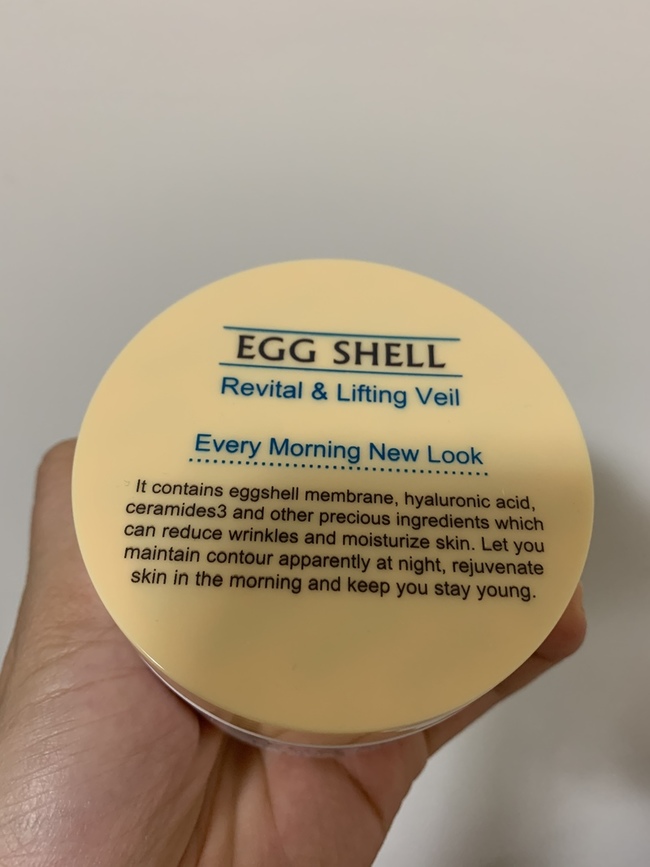 EGG SHELL
Revital & Lifting Veil
Every Morning New Look
It contains eggshell membrane, hyaluronic acid,
ceramides3 and other precious ingredients which
can reduce wrinkles and moisturize skin. Let you
maintain contour apparently at night, rejuvenate
skin in the morning and keep you stay young.